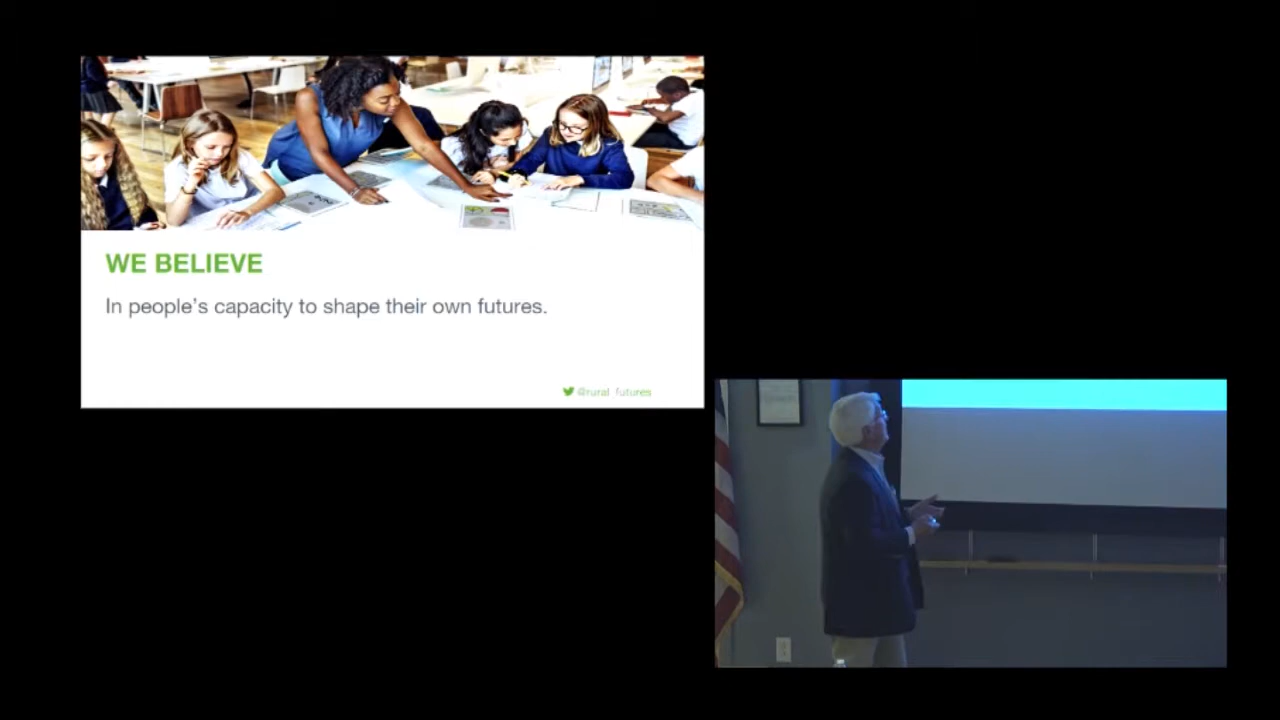 WE BELIEVE
In people's capacity to shape their own futures.
@rural_futures